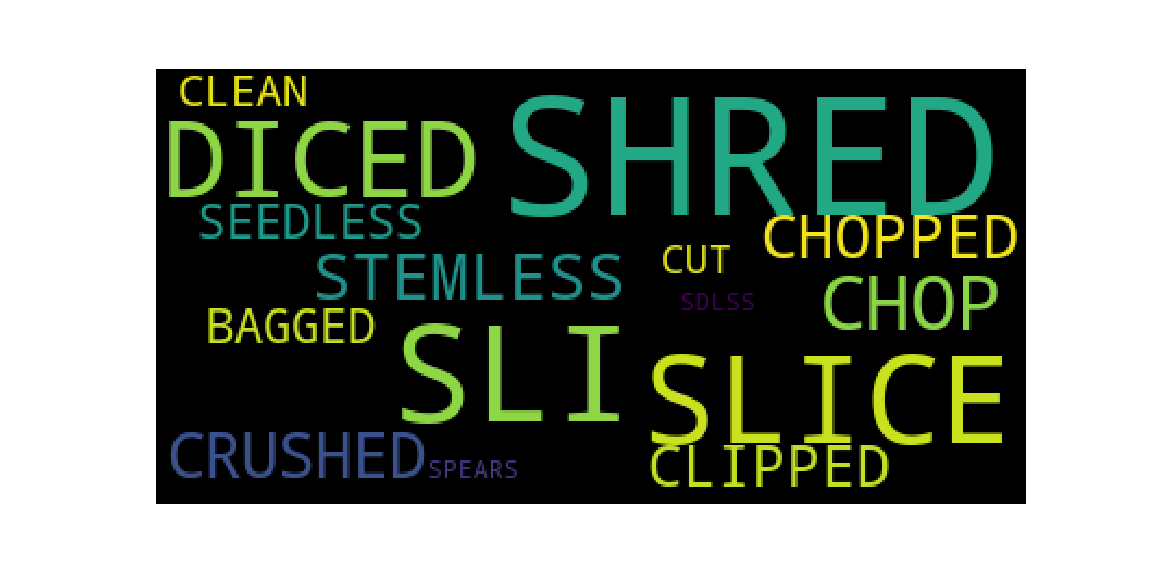 CLEAN
SHRED
DICED
SEEDLESS
CHOPPED
CUT
STEMLESS
SDLSS
CHOP
BAGGED
SLI
SLICE
CRUSHED
SPEARS
CLIPPED